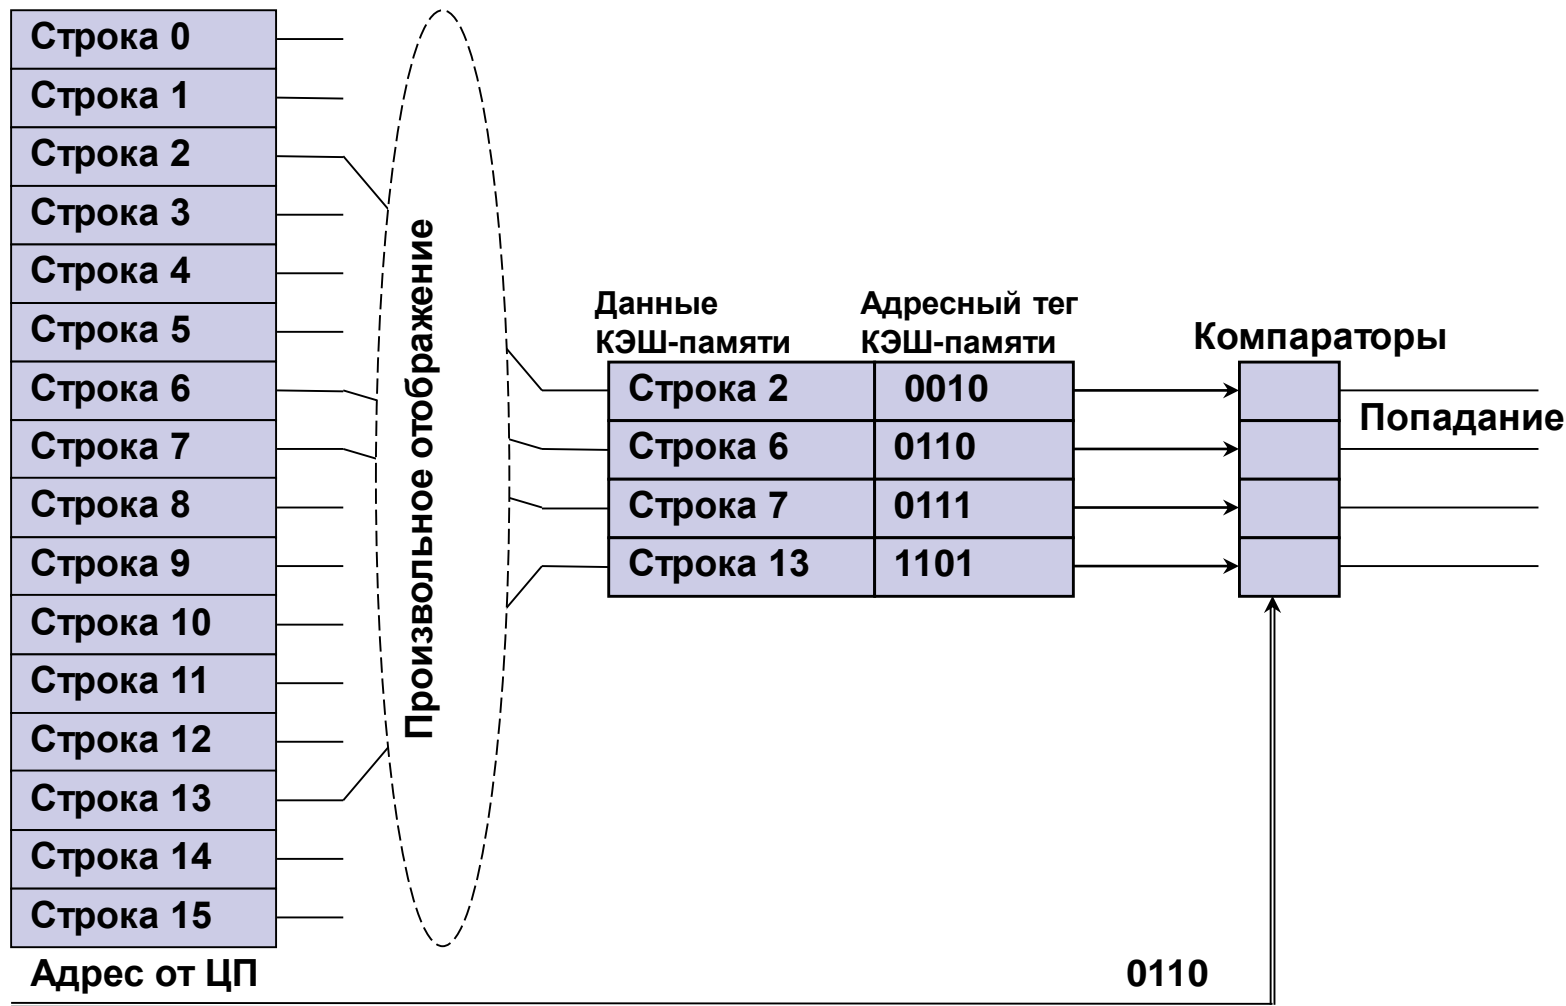 Строка 0
Строка 1
Строка 2
Строка 3
Строка 4
Строка 5
Строка 6
Строка 7
Строка 8
Строка 9
Строка 10
Строка 11
Строка 12
Строка 13
Строка 14
Строка 15
Адрес от ЦП
Произвольное отображение
Данные
КЭШ-памяти
Адресный тег
КЭШ-памяти
Строка 2 0010
Строка 6 0110
Строка 7 0111
Строка 13 1101
Компараторы
Попадание
0110